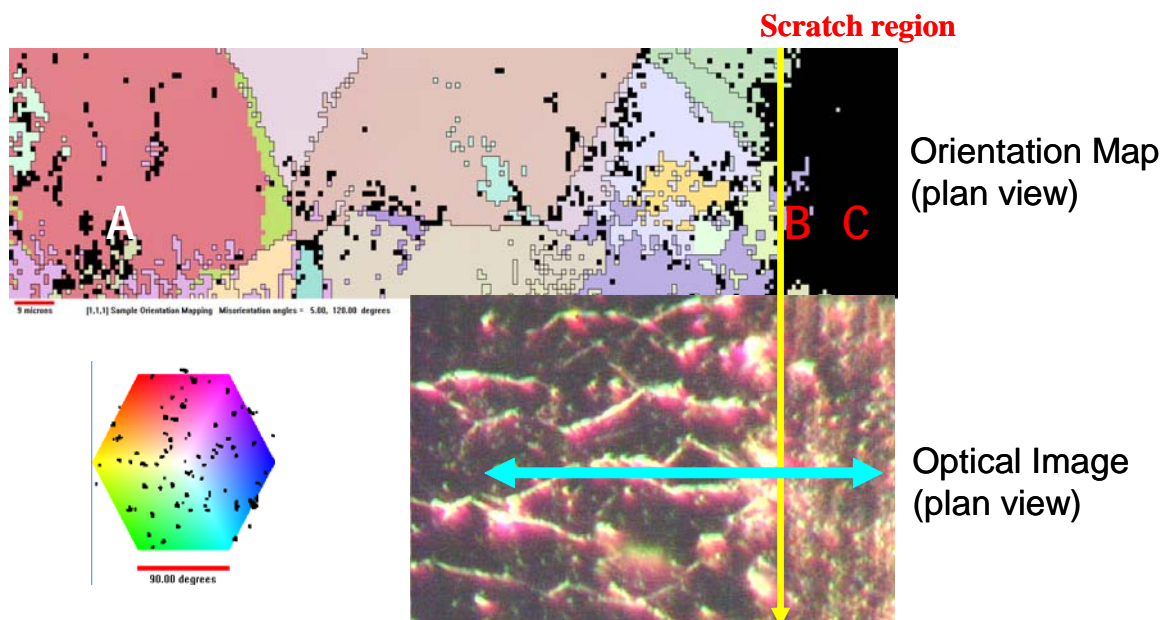 Scratch region
Orientation Map
(plan view)
A
B C
9 microns [1,1,1] Sample Orientation Mapping Misorientation angles = 5.00, 120.00 degrees
90.00 degrees
Optical Image
(plan view)